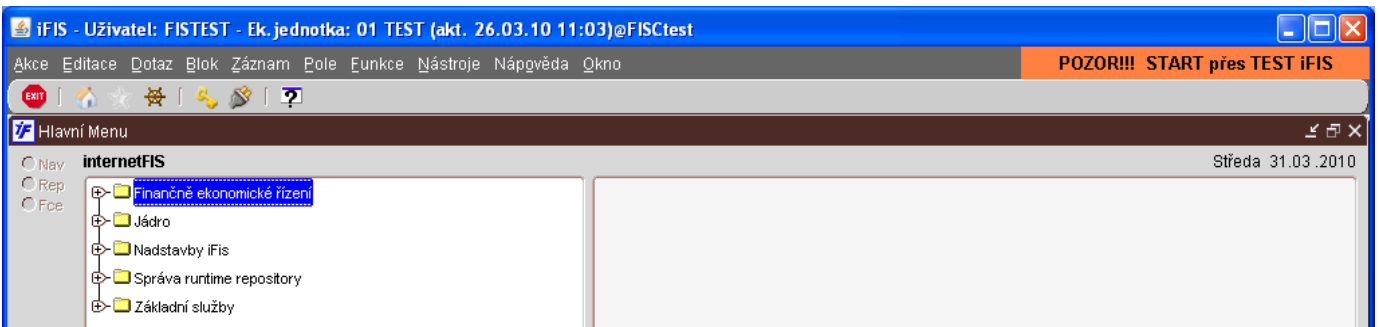 iFIS - Uživatel: FISTEST - Ek.jednotka: 01 TEST (akt. 26.03.10 11:03)@FISCtest
Akce Editace Dotaz Blok Záznam Pole Funkce Nástroje Nápověda Okno POZOR!!! START přes TEST iFIS
EXIT ?
iF Hlavní Menu
Nav internetFIS Středa 31.03 .2010
Rep Finančně ekonomické řízení
Fce
Jádro
Nadstavby iFis
Správa runtime repository
Základní služby